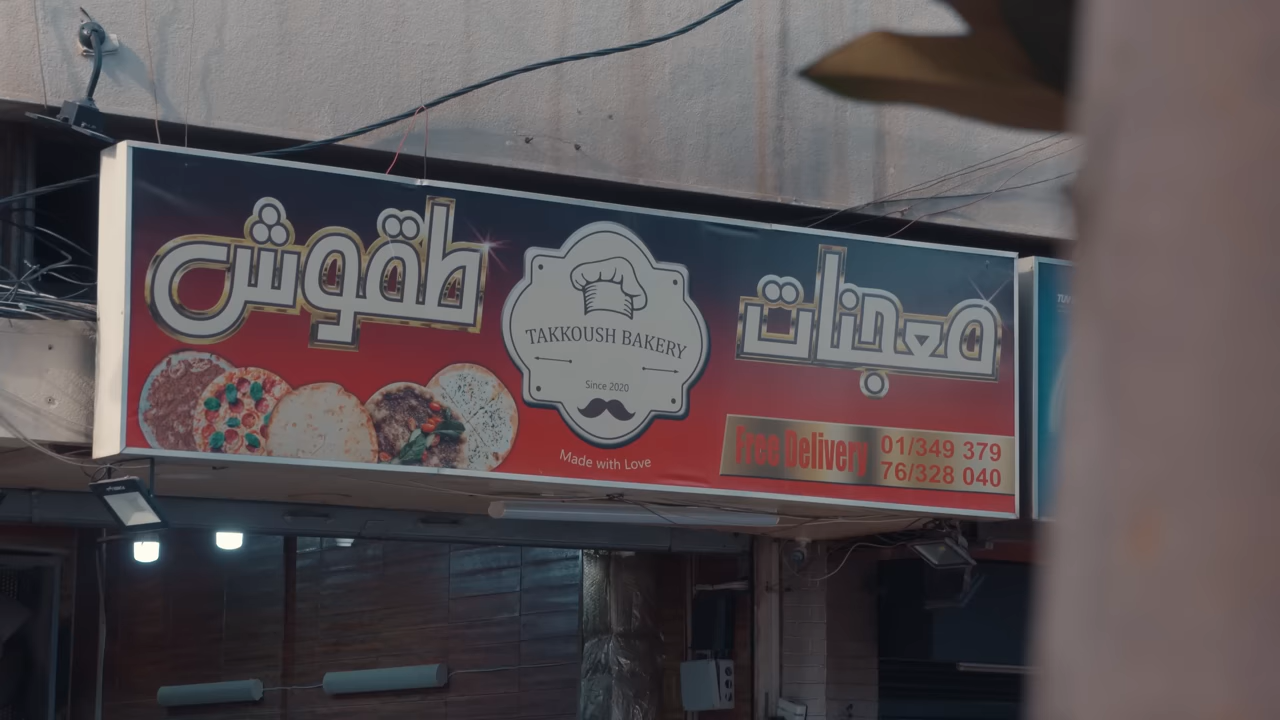 معجنات
طقوش
TAKKOUSH BAKERY
Since 2020
Made with Love
Free Delivery
01/349 379
76/328 040